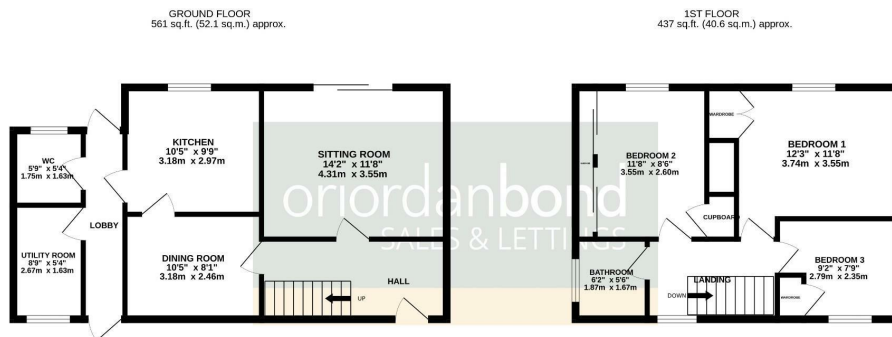 GROUND FLOOR
561 sq.ft. (52.1 sq.m.) approx.
1ST FLOOR
437 sq.ft. (40.6 sq.m.) approx.
KITCHEN
10'5" x 9'9"
3.18m x 2.97m
SITTING ROOM
14'2" x 11'8"
4.31m x 3.55m
WC
5'9" x 5'4"
1.75m x 1.63m
LOBBY
UTILITY ROOM
8'9" x 5'4"
2.67m x 1.63m
DINING ROOM
10'5" x 8'1"
3.18m x 2.46m
HALL
UP
WARDROBE
BEDROOM 1
12'3" x 11'8"
3.74m x 3.55m
BEDROOM 2
11'8" x 8'6"
3.55m x 2.60m
CUPBOARD
BATHROOM
6'2" x 5'6"
1.87m x 1.67m
LANDING
DOWN
BEDROOM 3
9'2" x 7'9"
2.79m x 2.35m
WARDROBE
oriordanbond
SALES & LETTINGS